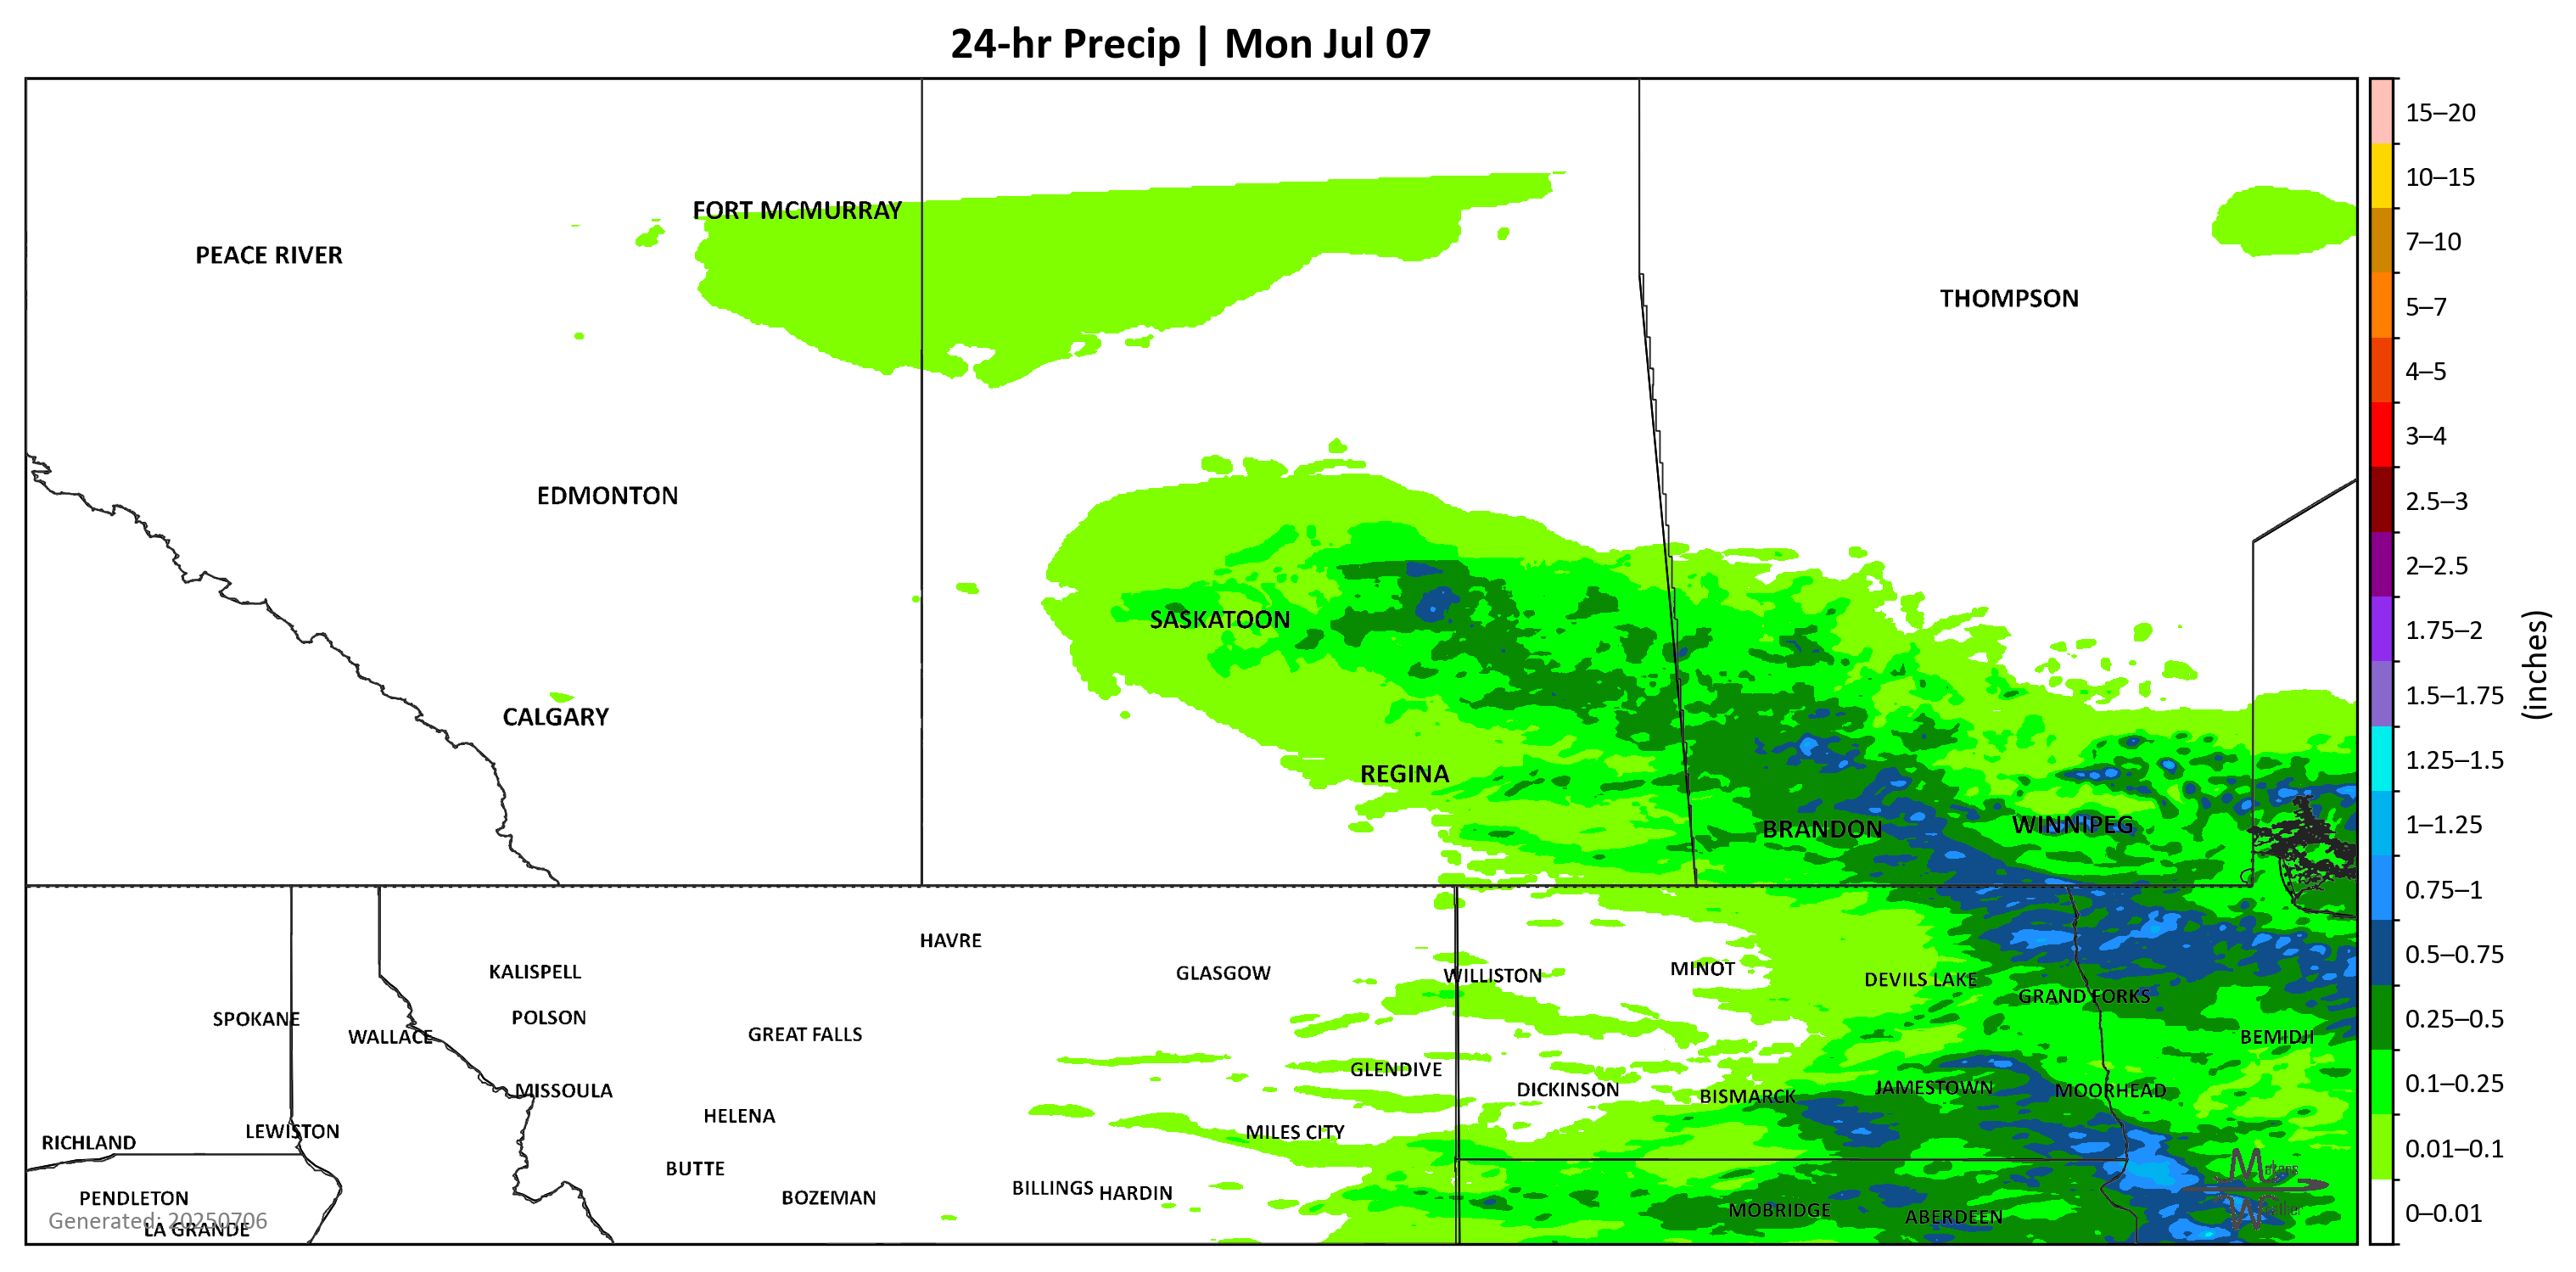 24-hr Precip | Mon Jul 07
FORT MCMURRAY
PEACE RIVER
THOMPSON
EDMONTON
SASKATOON
CALGARY
REGINA
BRANDON
WINNIPEG
HAVRE
KALISPELL
GLASGOW
WILLISTON
MINOT
DEVILS LAKE
GRAND FORKS
SPOKANE
POLSON
WALLACE
GREAT FALLS
BEMIDJI
GLENDIVE
MISSOULA
DICKINSON
BISMARCK
JAMESTOWN
MOORHEAD
HELENA
RICHLAND
LEWISTON
MILES CITY
BUTTE
BILLINGS
HARDIN
PENDLETON
BOZEMAN
MOBRIDGE
ABERDEEN
Generated: 20250706
LA GRANDE
15–20
10–15
7–10
5–7
4–5
3–4
2.5–3
2–2.5
1.75–2
1.5–1.75
1.25–1.5
1–1.25
0.75–1
0.5–0.75
0.25–0.5
0.1–0.25
0.01–0.1
0–0.01
(inches)